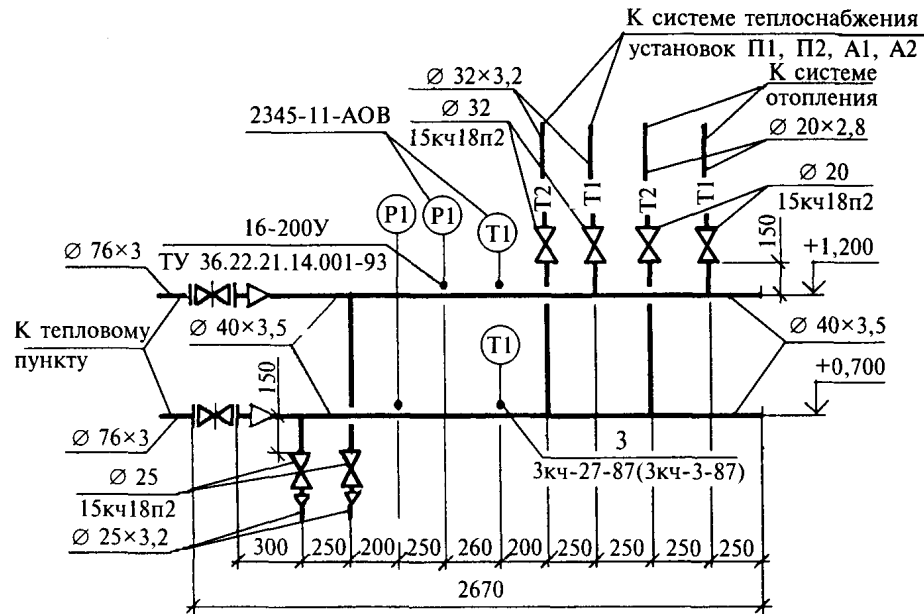 К системе теплоснабжения
установок П1, П2, А1, А2
Ø 32×3,2
К системе
отопления
2345-11-АОВ
Ø 32
15кч18п2
Ø 20×2,8
Т2
Т1
Т2
Т1
Ø 20
15кч18п2
Р1
Р1
Т1
16-200У
ТУ 36.22.21.14.001-93
150
+1,200
Ø 76×3
К тепловому
пункту
Ø 40×3,5
Т1
Ø 40×3,5
150
+0,700
Ø 76×3
3
3кч-27-87(3кч-3-87)
Ø 25
15кч18п2
Ø 25×3,2
300
250
200
250
260
200
250
250
250
250
2670